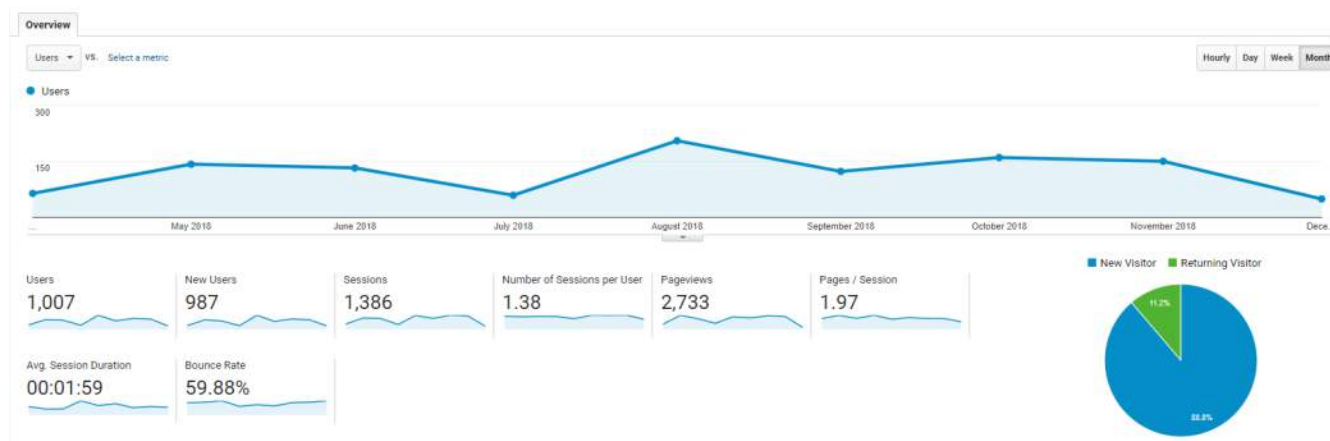 Overview
Users vs. Select a metric
Hourly Day Week Month
Users
300
150
... May 2018 June 2018 July 2018 August 2018 September 2018 October 2018 November 2018 Dece...
New Visitor Returning Visitor
Users New Users Sessions Number of Sessions per User Pageviews Pages / Session
1,007 987 1,386 1.38 2,733 1.97
11.2%
Avg. Session Duration Bounce Rate
00:01:59 59.88%